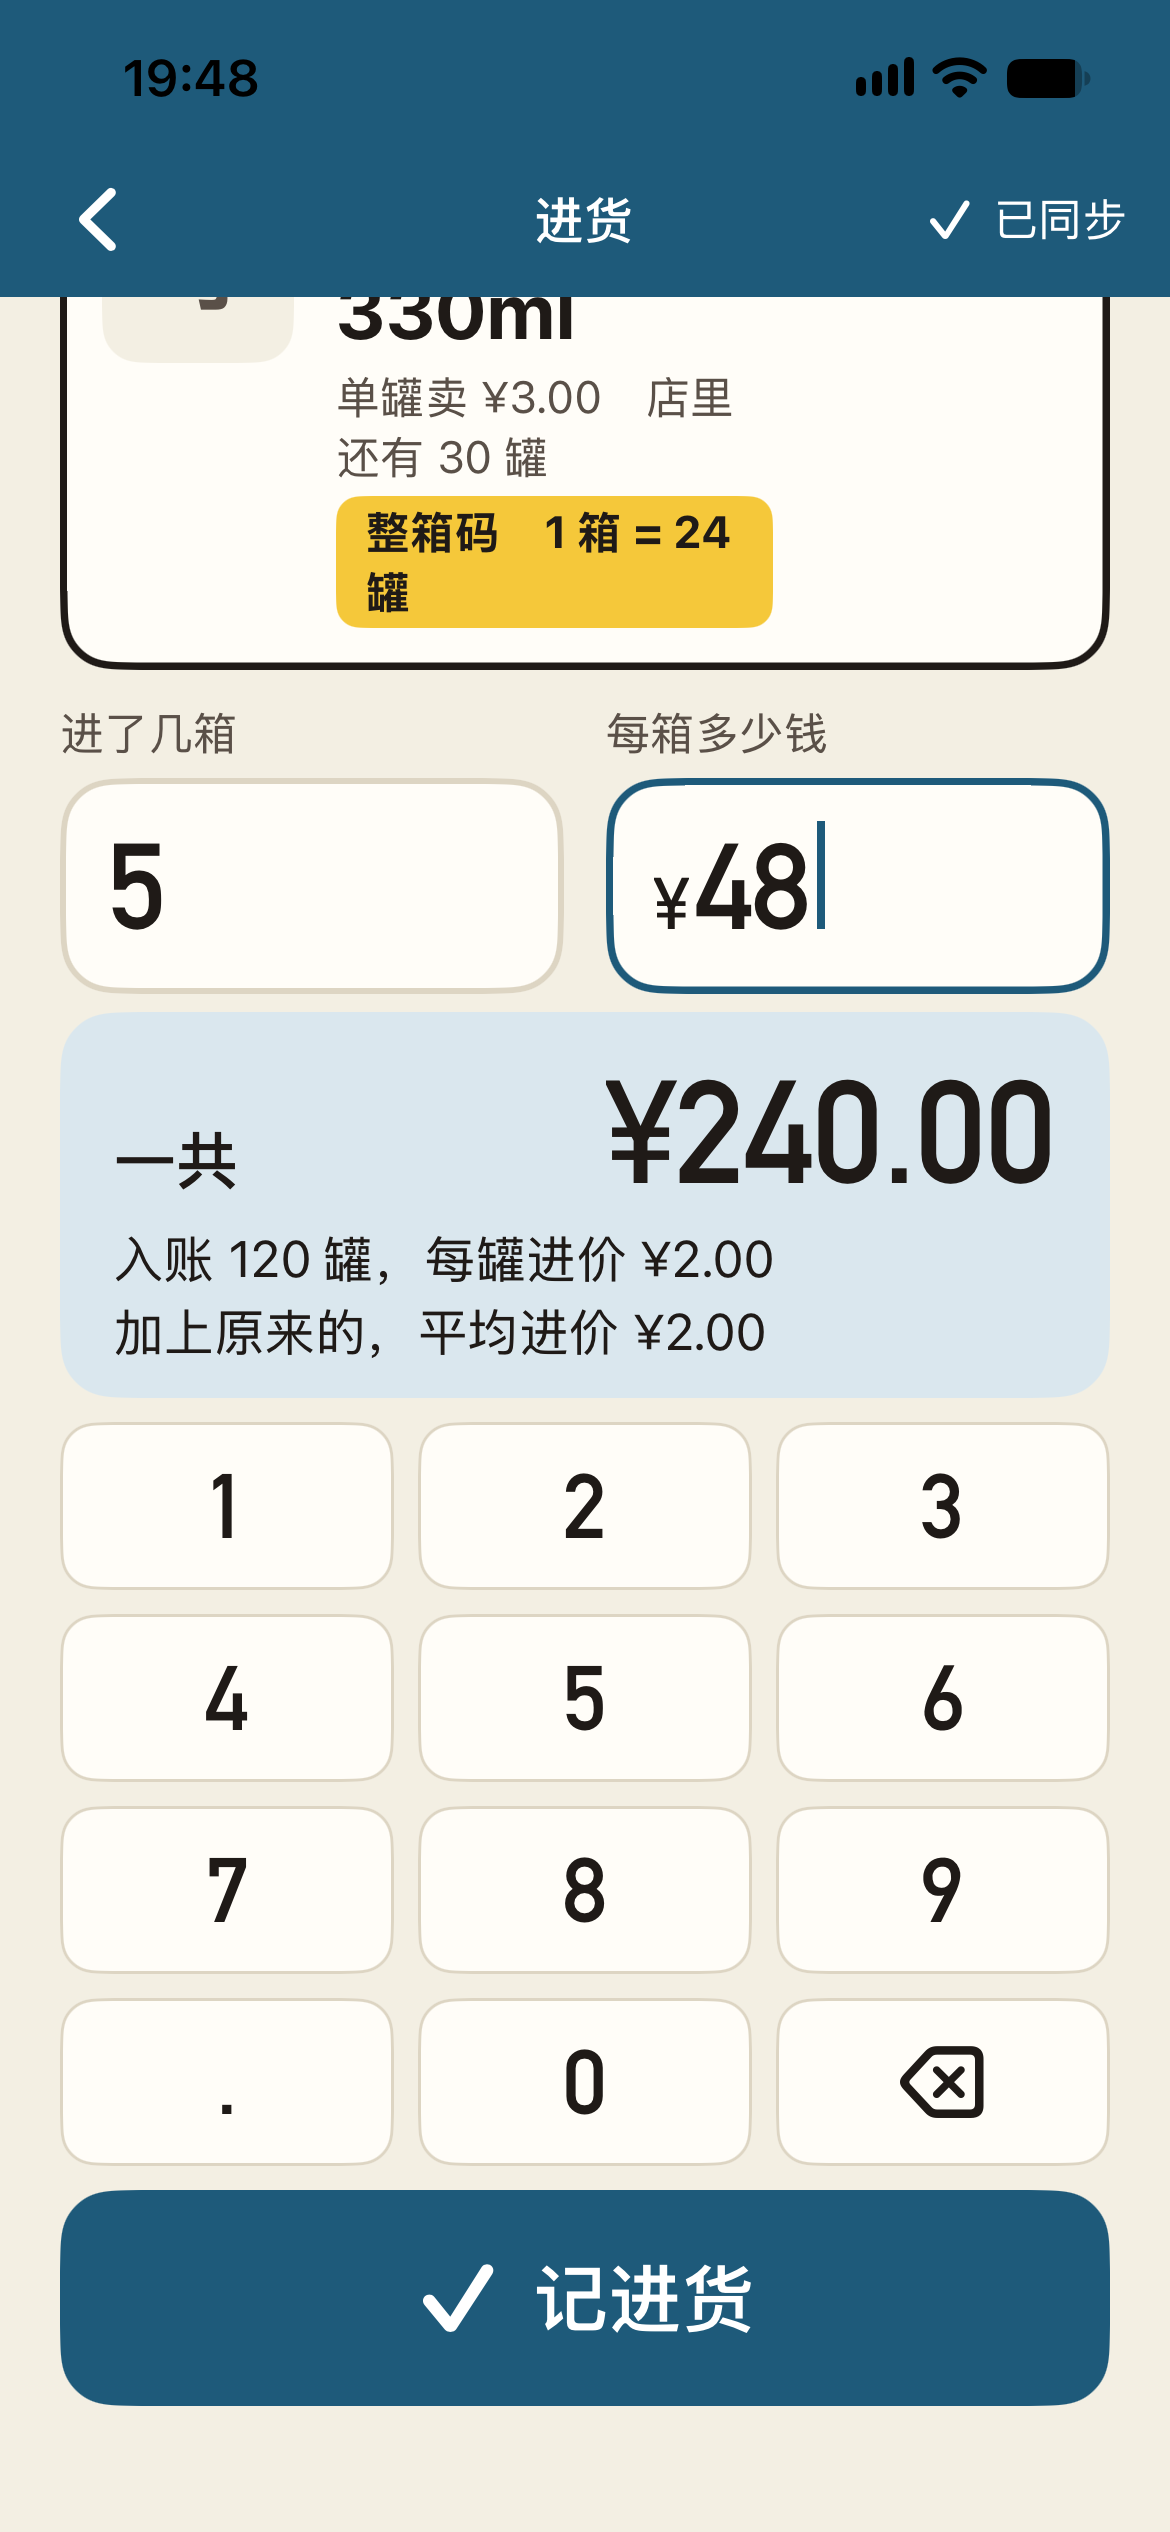 19:48
进货
已同步
330ml
单罐卖 ¥3.00　店里
还有 30 罐
整箱码　1 箱 = 24
罐
进了几箱
每箱多少钱
5
¥48
一共
¥240.00
入账 120 罐，每罐进价 ¥2.00
加上原来的，平均进价 ¥2.00
1
2
3
4
5
6
7
8
9
.
0
记进货